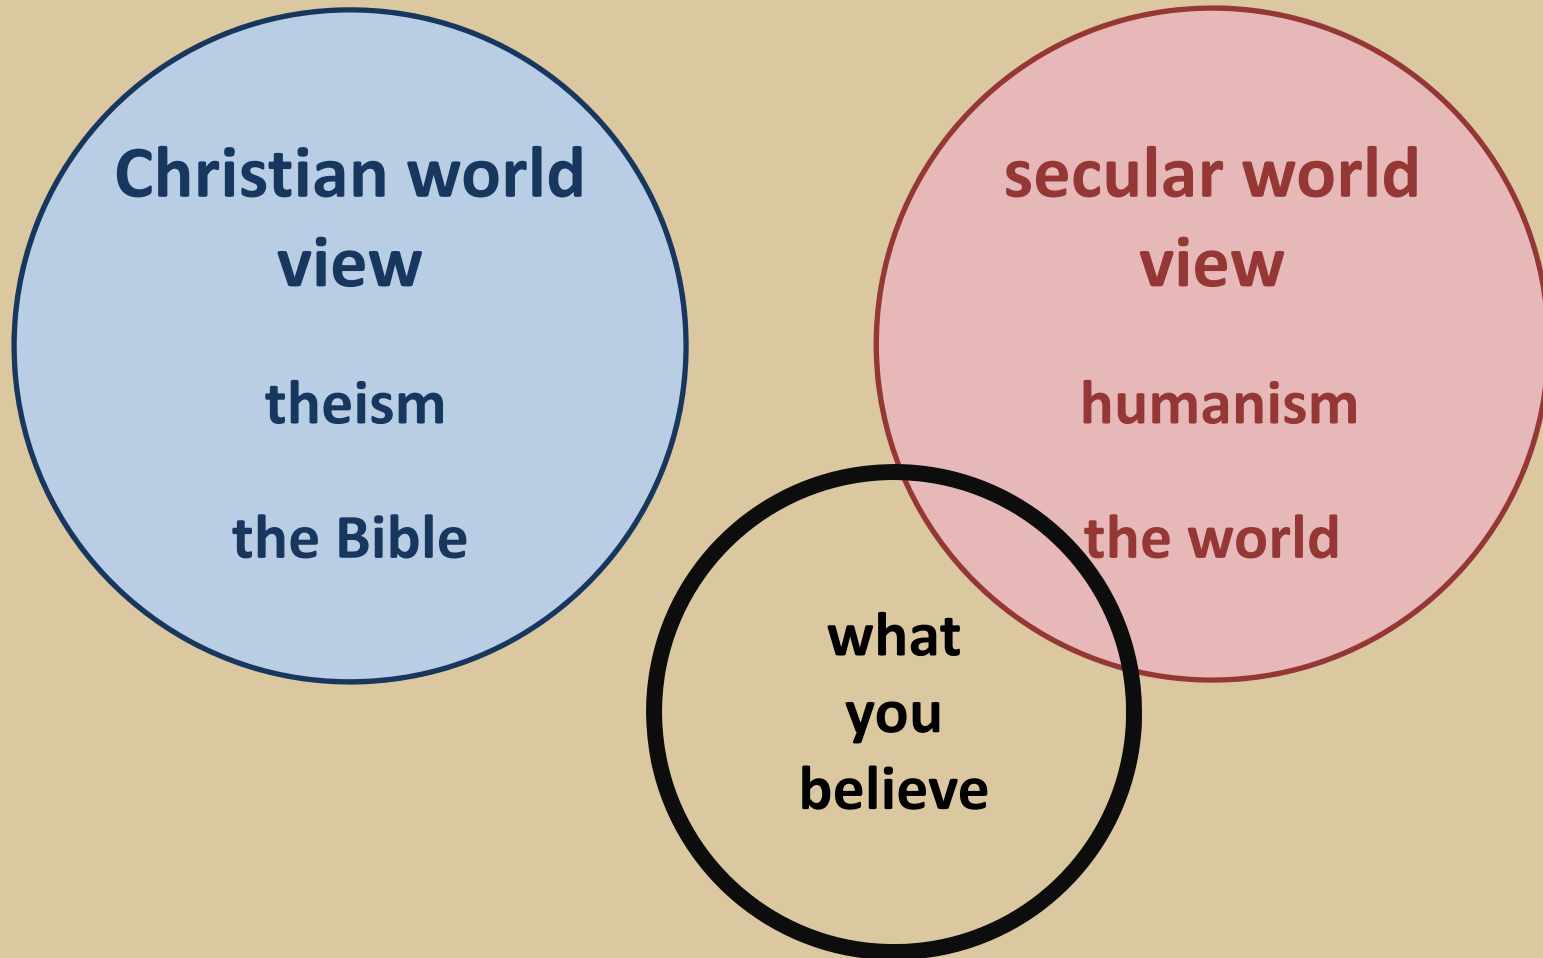 Christian world
view
theism
the Bible
secular world
view
humanism
the world
what
you
believe